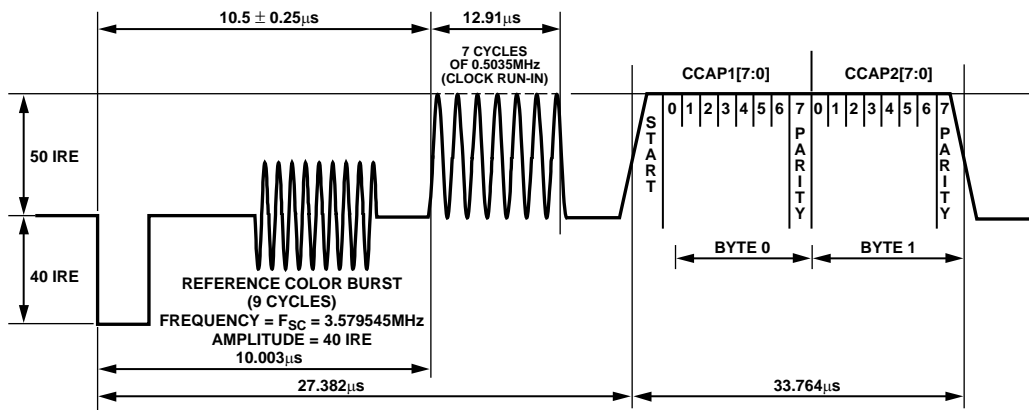 10.5 ± 0.25μs
12.91μs
7 CYCLES
OF 0.5035MHz
(CLOCK RUN-IN)
CCAP1[7:0]
CCAP2[7:0]
0 1 2 3 4 5 6 7 0 1 2 3 4 5 6 7
START
PARITY
PARITY
50 IRE
40 IRE
BYTE 0
BYTE 1
REFERENCE COLOR BURST
(9 CYCLES)
FREQUENCY = FSC = 3.579545MHz
AMPLITUDE = 40 IRE
10.003μs
27.382μs
33.764μs